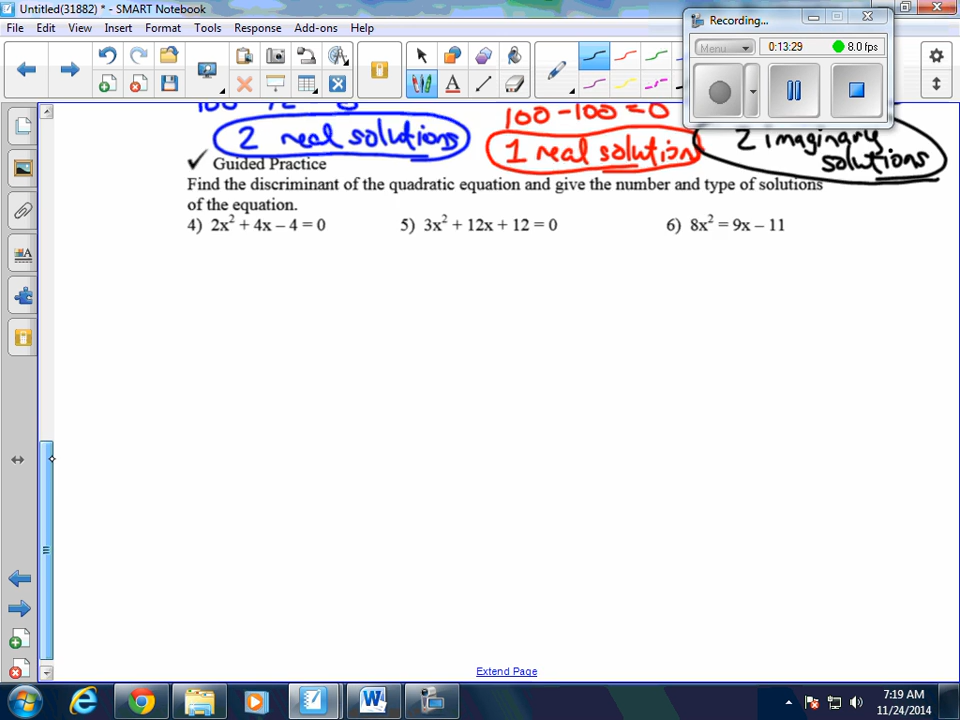 Untitled(31882) * - SMART Notebook
File Edit View Insert Format Tools Response Add-ons Help
Recording...
Menu 0:13:29 8.0 fps
100 - 100 = 0
2 real solutions
1 real solution
2 imaginary
solutions
✓ Guided Practice
Find the discriminant of the quadratic equation and give the number and type of solutions
of the equation.
4) 2x² + 4x – 4 = 0 5) 3x² + 12x + 12 = 0 6) 8x² = 9x – 11
Extend Page
7:19 AM
11/24/2014